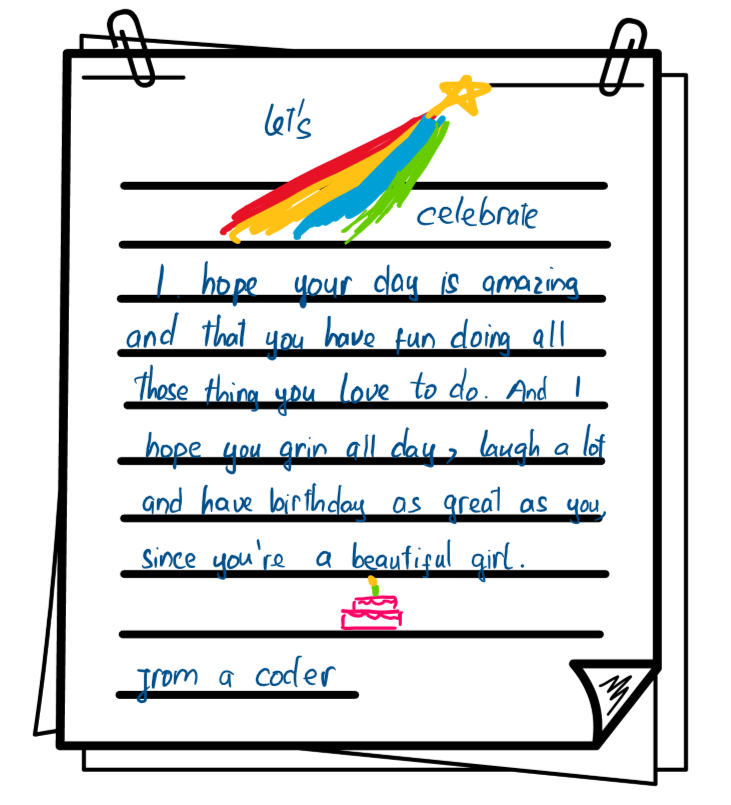 let's
celebrate
I hope your day is amazing
and that you have fun doing all
those thing you love to do. And I
hope you grin all day, laugh a lot
and have birthday as great as you,
since you're a beautiful girl.
from a coder